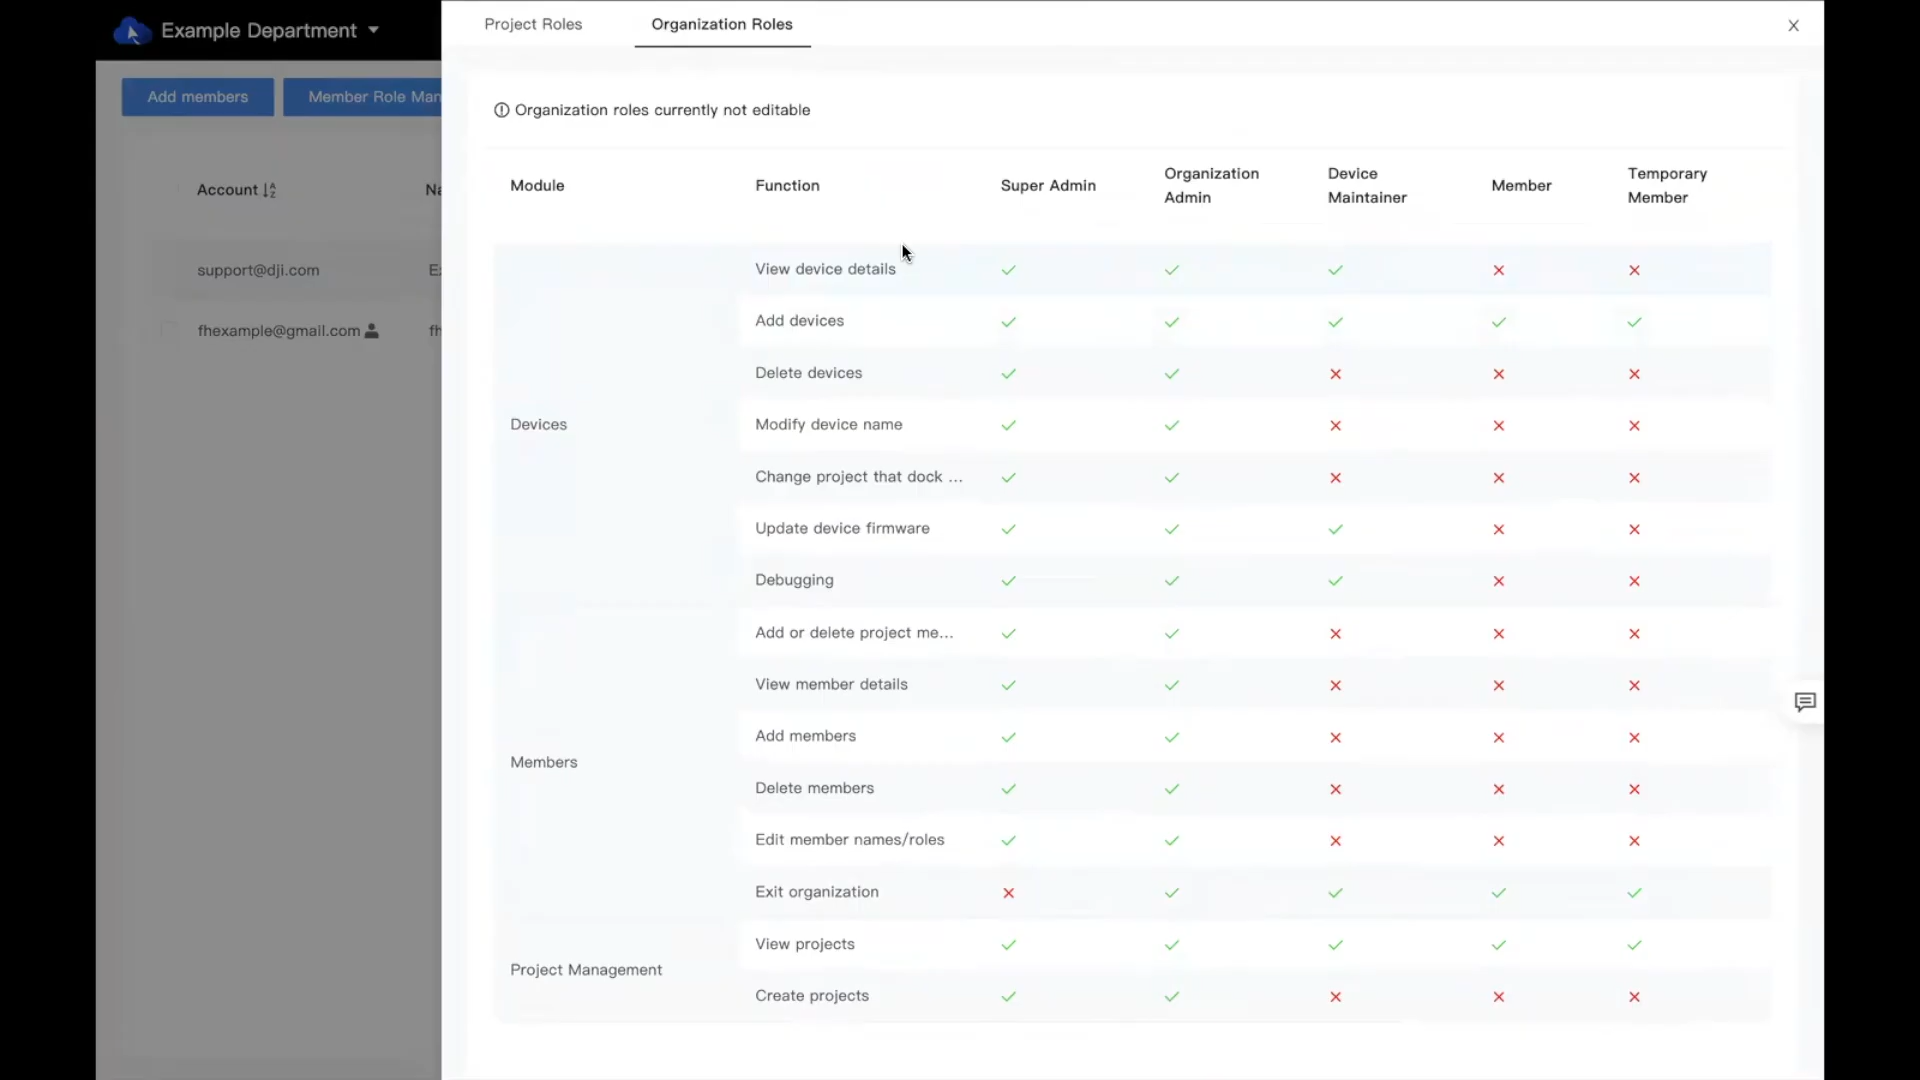 Example Department
Project Roles
Organization Roles
Add members
Member Role Man
Organization roles currently not editable
Account
Na
support@dji.com
fhexample@gmail.com
fh
Module
Function
Super Admin
Organization
Admin
Device
Maintainer
Member
Temporary
Member
Devices
View device details
Add devices
Delete devices
Modify device name
Change project that dock ...
Update device firmware
Debugging
Members
Add or delete project me...
View member details
Add members
Delete members
Edit member names/roles
Exit organization
Project Management
View projects
Create projects